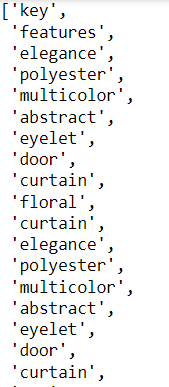 ['key',
'features',
'elegance',
'polyester',
'multicolor',
'abstract',
'eyelet',
'door',
'curtain',
'floral',
'curtain',
'elegance',
'polyester',
'multicolor',
'abstract',
'eyelet',
'door',
'curtain',